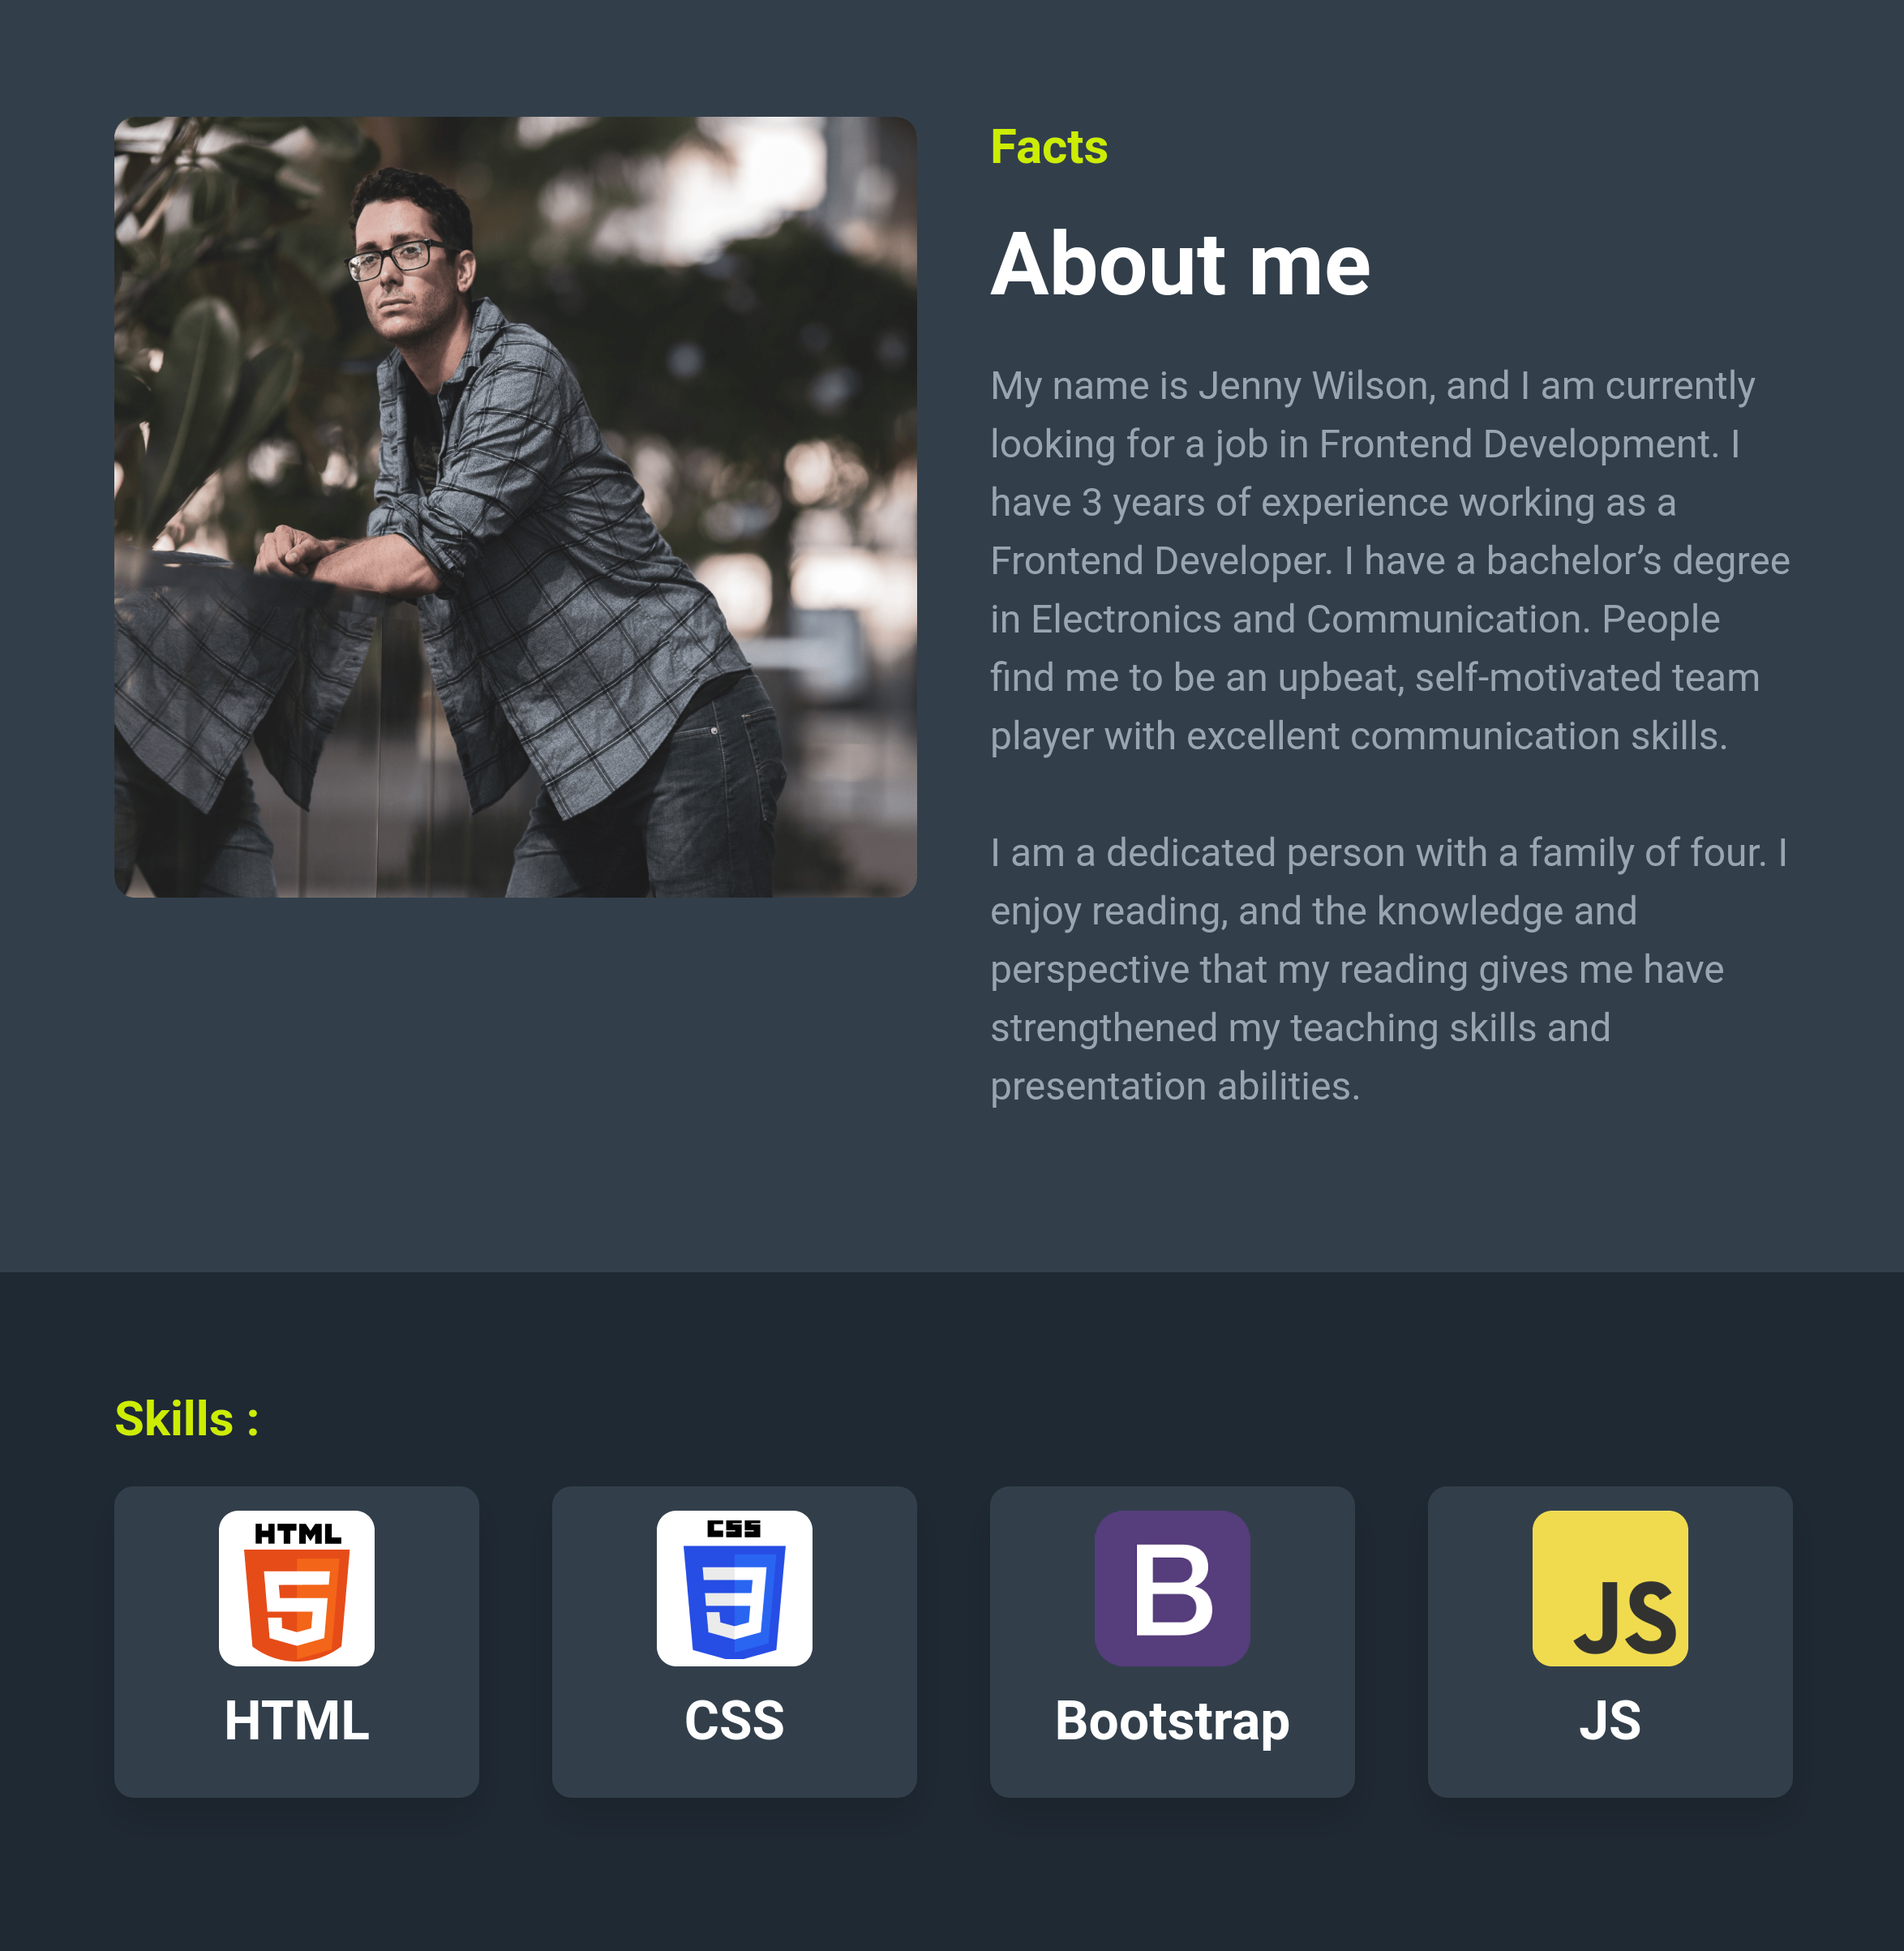 Facts
About me
My name is Jenny Wilson, and I am currently
looking for a job in Frontend Development. I
have 3 years of experience working as a
Frontend Developer. I have a bachelor’s degree
in Electronics and Communication. People
find me to be an upbeat, self-motivated team
player with excellent communication skills.
I am a dedicated person with a family of four. I
enjoy reading, and the knowledge and
perspective that my reading gives me have
strengthened my teaching skills and
presentation abilities.
Skills :
HTML
5
HTML
CSS
3
CSS
B
Bootstrap
JS
JS